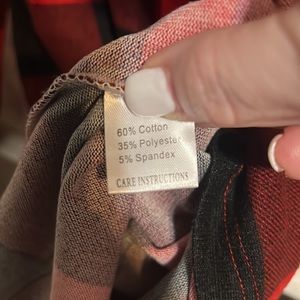 60% Cotton
35% Polyester
5% Spandex
CARE INSTRUCTIONS